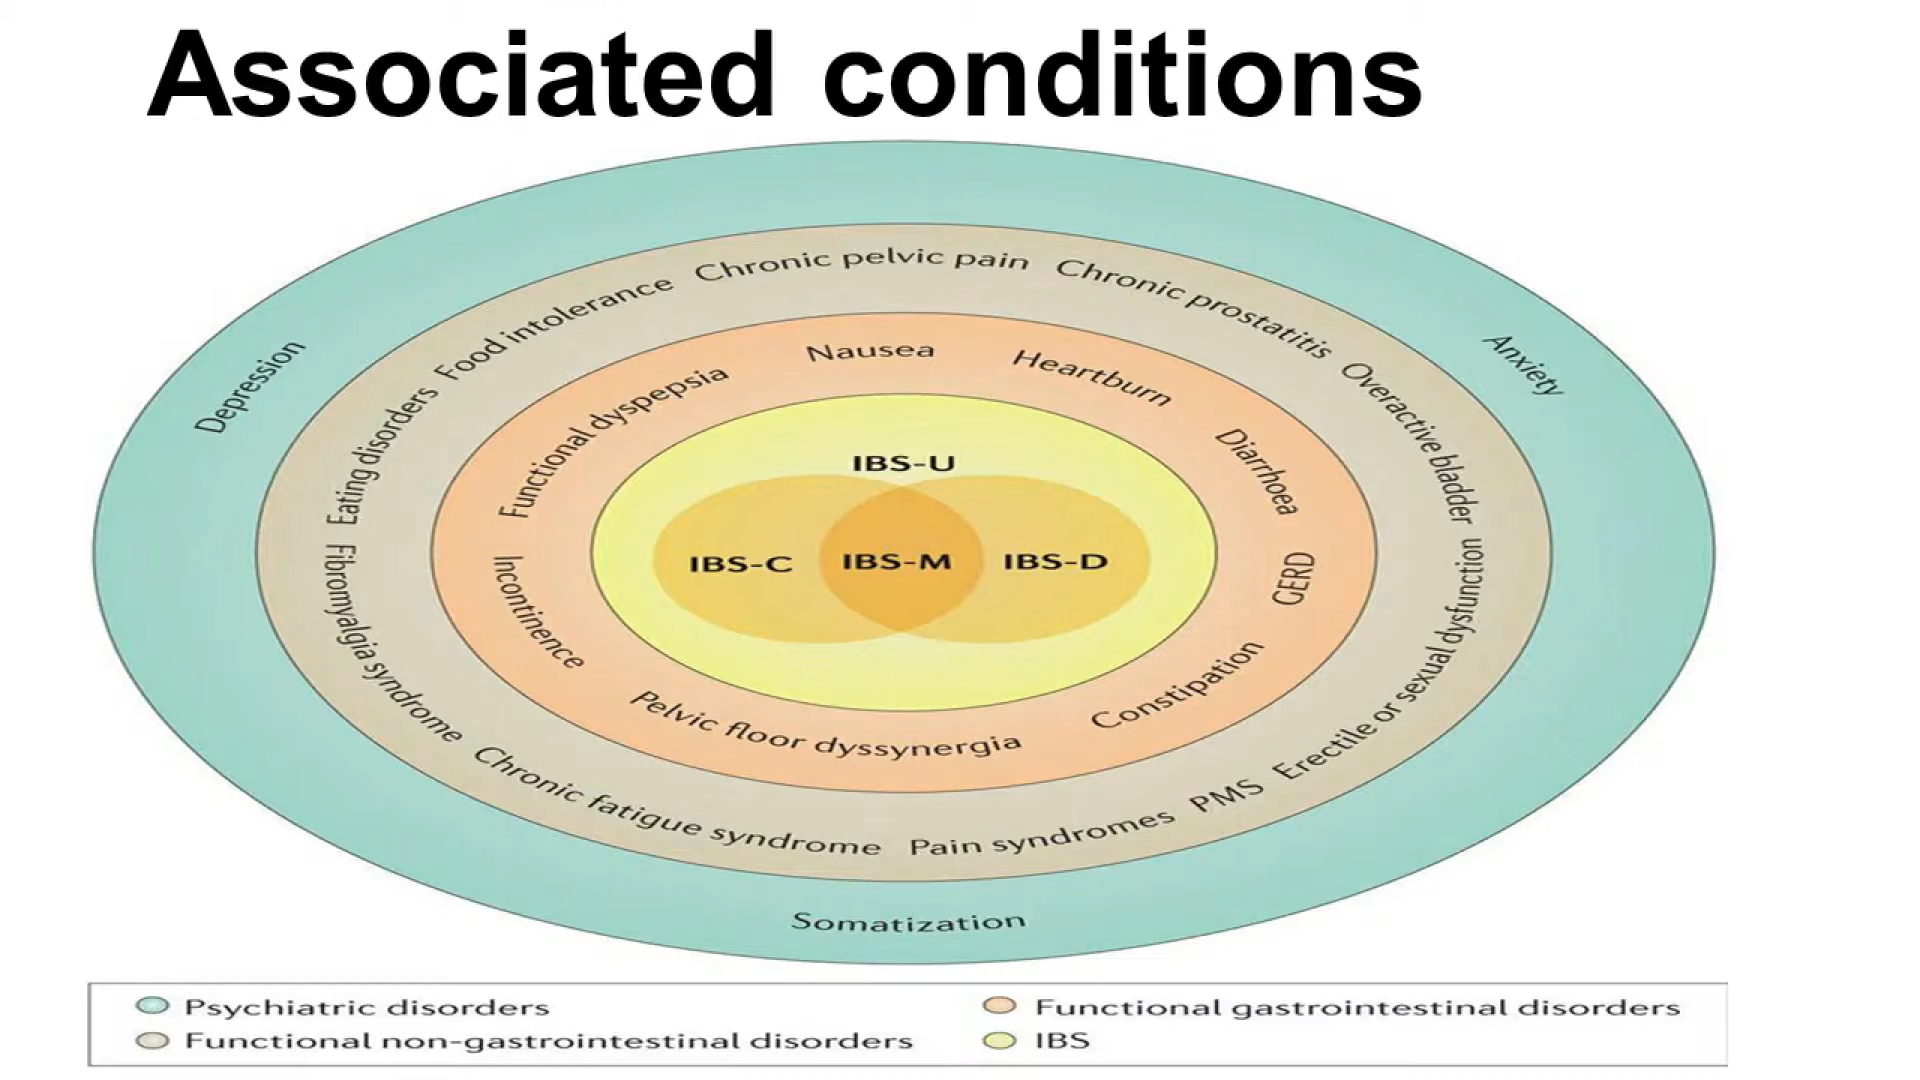 Associated conditions
Depression
Anxiety
Somatization
Chronic pelvic pain
Chronic prostatitis
Overactive bladder
Erectile or sexual dysfunction
PMS
Pain syndromes
Chronic fatigue syndrome
Fibromyalgia syndrome
Eating disorders
Food intolerance
Nausea
Heartburn
Diarrhoea
GERD
Constipation
Pelvic floor dyssynergia
Incontinence
Functional dyspepsia
IBS-U
IBS-C
IBS-M
IBS-D
Psychiatric disorders
Functional gastrointestinal disorders
Functional non-gastrointestinal disorders
IBS